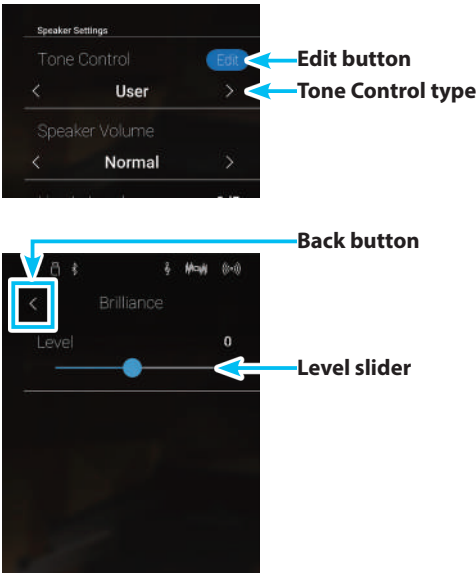 Speaker Settings
Tone Control
Edit
Edit button
User
Tone Control type
Speaker Volume
Normal
Back button
Brilliance
Level
0
Level slider